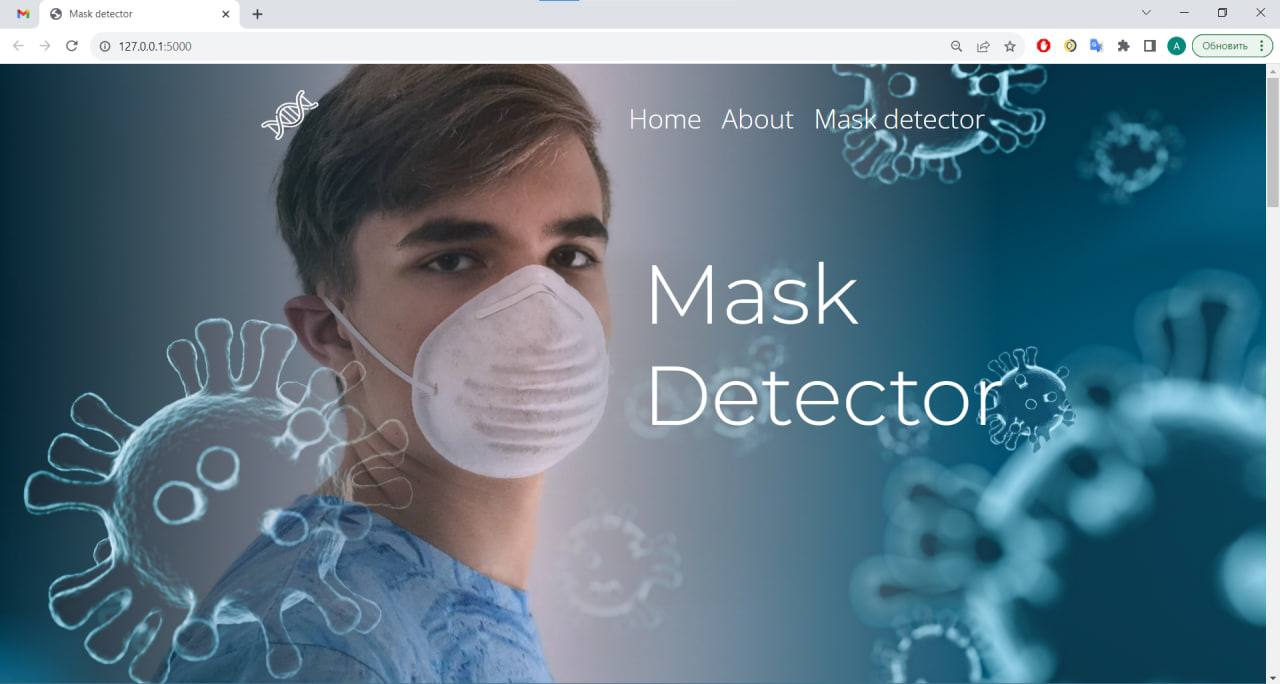 Mask detector
127.0.0.1:5000
A
Обновить
Home About Mask detector
Mask
Detector